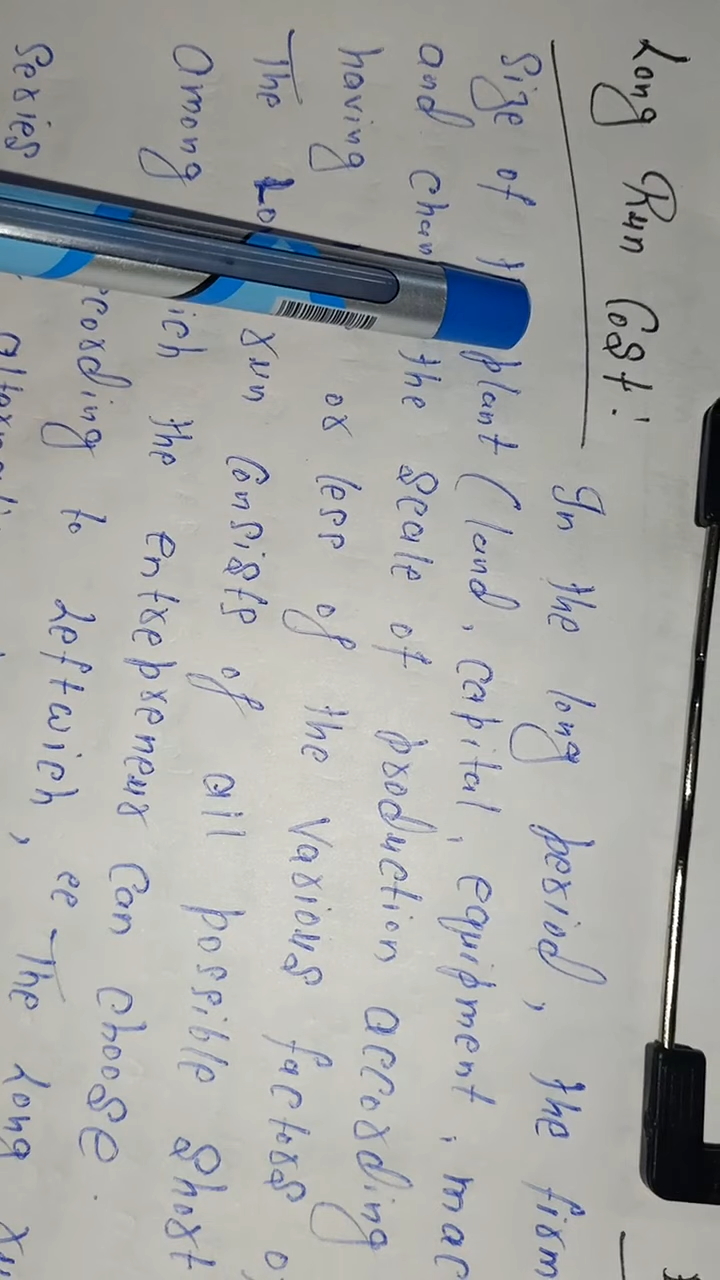 Long Run Cost:
In the long period, the firm
Size of plant (land, capital, equipment, mac
and chan the Scale of production according
having or less of the Various factors o
The run Consists of all possible Short
among ich the entrepreneur Can choose.
cording to Leftwich, "The Long ru
Series